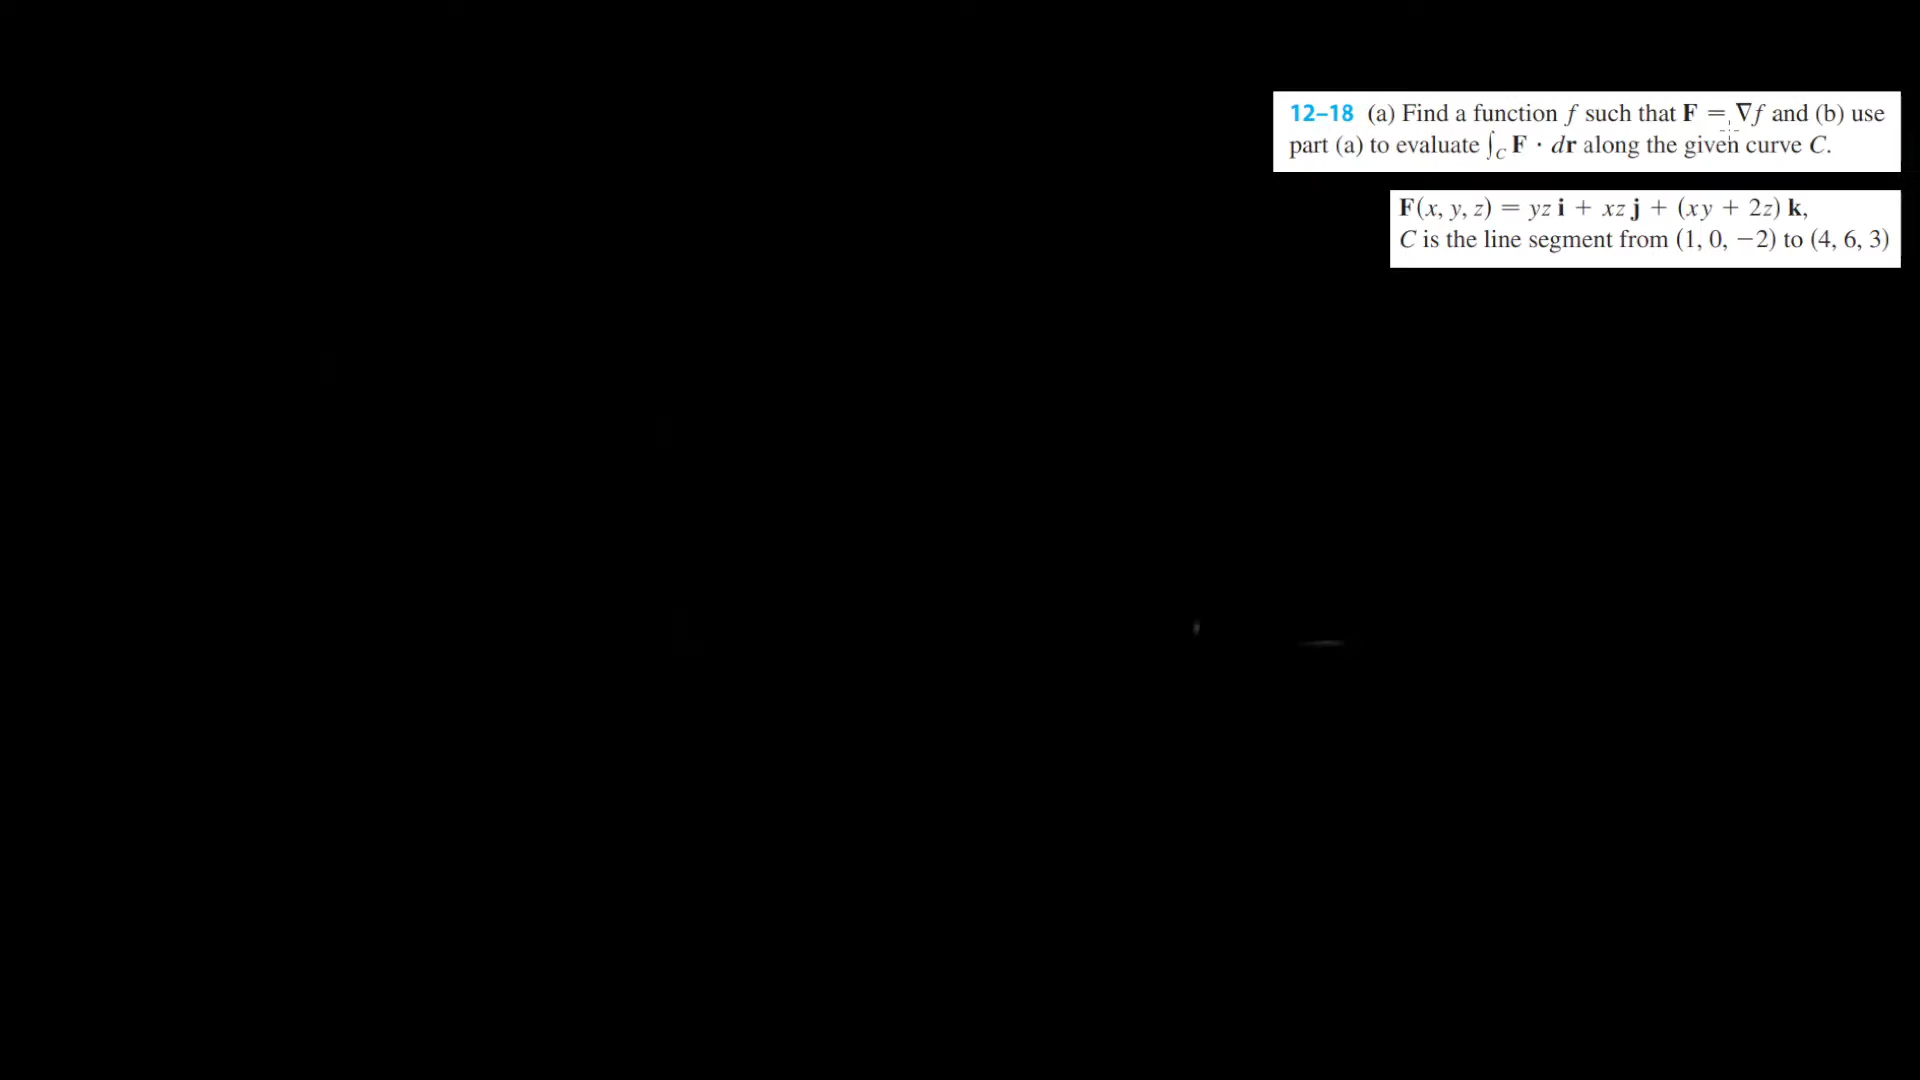 12–18 (a) Find a function f such that F = ∇f and (b) use
part (a) to evaluate ∫_C F · dr along the given curve C.
F(x, y, z) = yz i + xz j + (xy + 2z) k,
C is the line segment from (1, 0, −2) to (4, 6, 3)